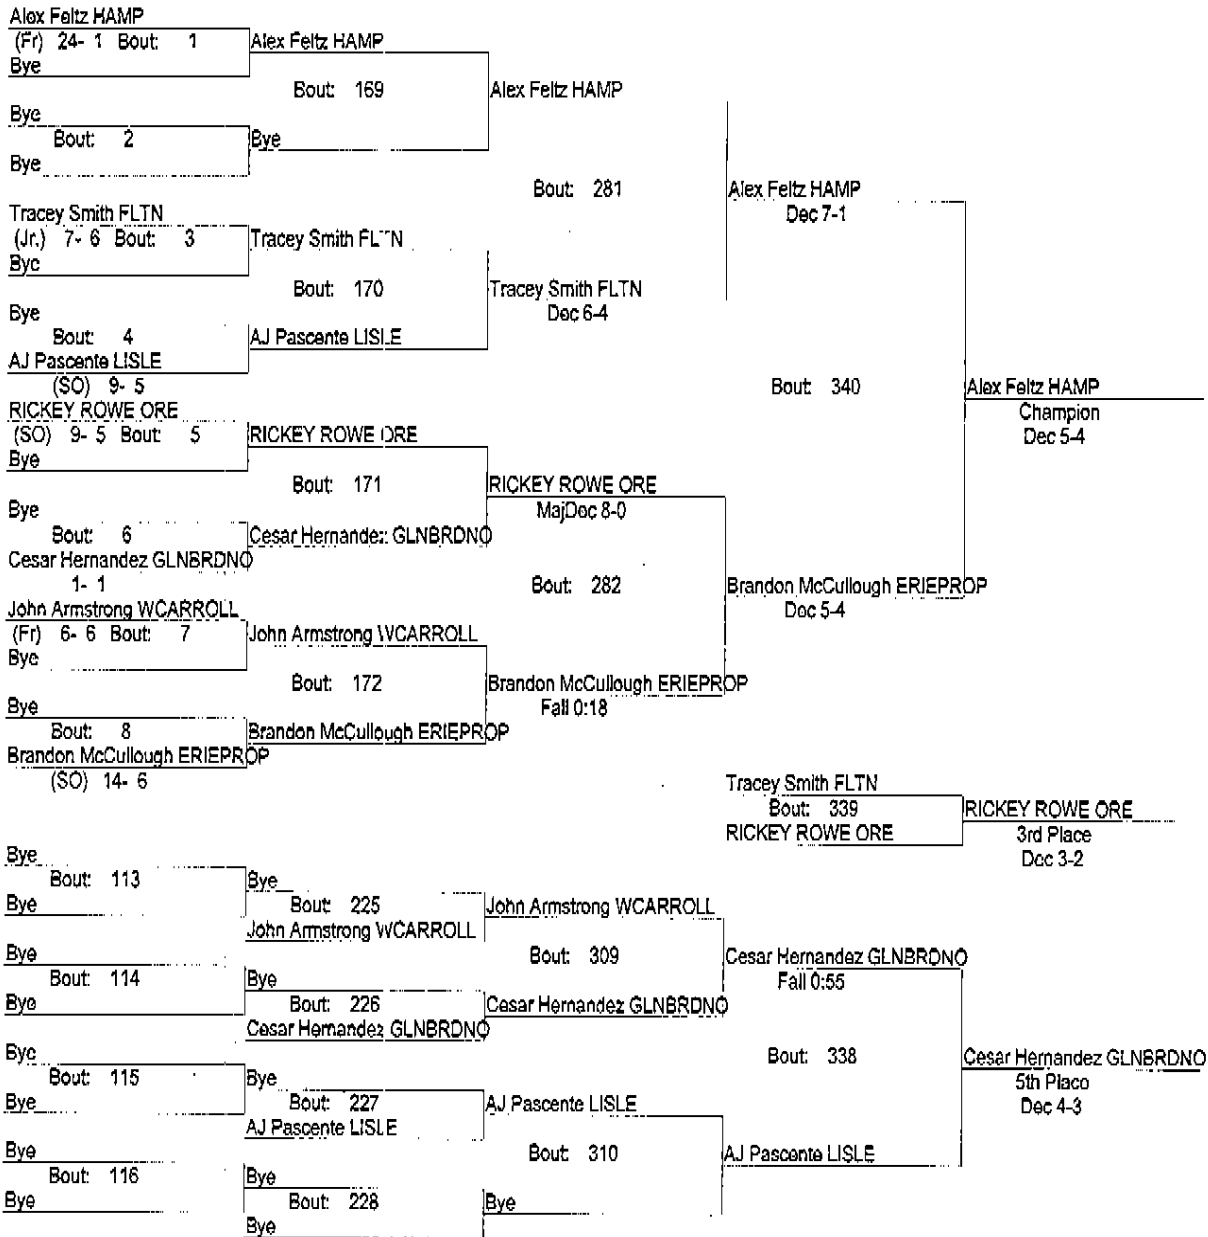 Alex Feltz HAMP
(Fr) 24- 1 Bout: 1 Alex Feltz HAMP
Bye
Bout: 169 Alex Feltz HAMP
Bye
Bout: 2 Bye
Bye
Bout: 281 Alex Feltz HAMP
Dec 7-1
Tracey Smith FLTN
(Jr.) 7- 6 Bout: 3 Tracey Smith FLTN
Bye
Bout: 170 Tracey Smith FLTN
Dec 6-4
Bye
Bout: 4 AJ Pascente LISLE
AJ Pascente LISLE
(SO) 9- 5
Bout: 340 Alex Feltz HAMP
Champion
Dec 5-4
RICKEY ROWE ORE
(SO) 9- 5 Bout: 5 RICKEY ROWE ORE
Bye
Bout: 171 RICKEY ROWE ORE
MajDec 8-0
Bye
Bout: 6 Cesar Hernandez GLNBRDNO
Cesar Hernandez GLNBRDNO
1- 1
Bout: 282 Brandon McCullough ERIEPROP
Dec 5-4
John Armstrong WCARROLL
(Fr) 6- 6 Bout: 7 John Armstrong WCARROLL
Bye
Bout: 172 Brandon McCullough ERIEPROP
Fall 0:18
Bye
Bout: 8 Brandon McCullough ERIEPROP
Brandon McCullough ERIEPROP
(SO) 14- 6
Tracey Smith FLTN
Bout: 339 RICKEY ROWE ORE
RICKEY ROWE ORE 3rd Place
Dec 3-2
Bye
Bout: 113 Bye
Bye Bout: 225 John Armstrong WCARROLL
John Armstrong WCARROLL
Bye Bout: 309 Cesar Hernandez GLNBRDNO
Fall 0:55
Bout: 114 Bye
Bye Bout: 226 Cesar Hernandez GLNBRDNO
Cesar Hernandez GLNBRDNO
Bye Bout: 338 Cesar Hernandez GLNBRDNO
5th Place
Dec 4-3
Bout: 115 Bye
Bye Bout: 227 AJ Pascente LISLE
AJ Pascente LISLE
Bye Bout: 310 AJ Pascente LISLE
Bout: 116 Bye
Bye Bout: 228 Bye
Bye